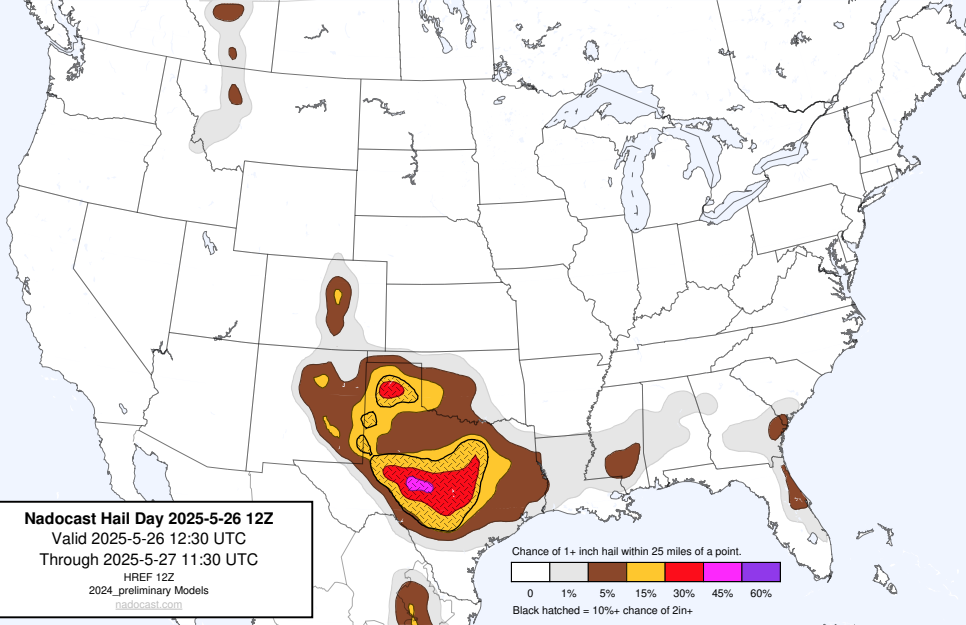 Nadocast Hail Day 2025-5-26 12Z
Valid 2025-5-26 12:30 UTC
Through 2025-5-27 11:30 UTC
HREF 12Z
2024_preliminary Models
nadocast.com
Chance of 1+ inch hail within 25 miles of a point.
0 1% 5% 15% 30% 45% 60%
Black hatched = 10%+ chance of 2in+